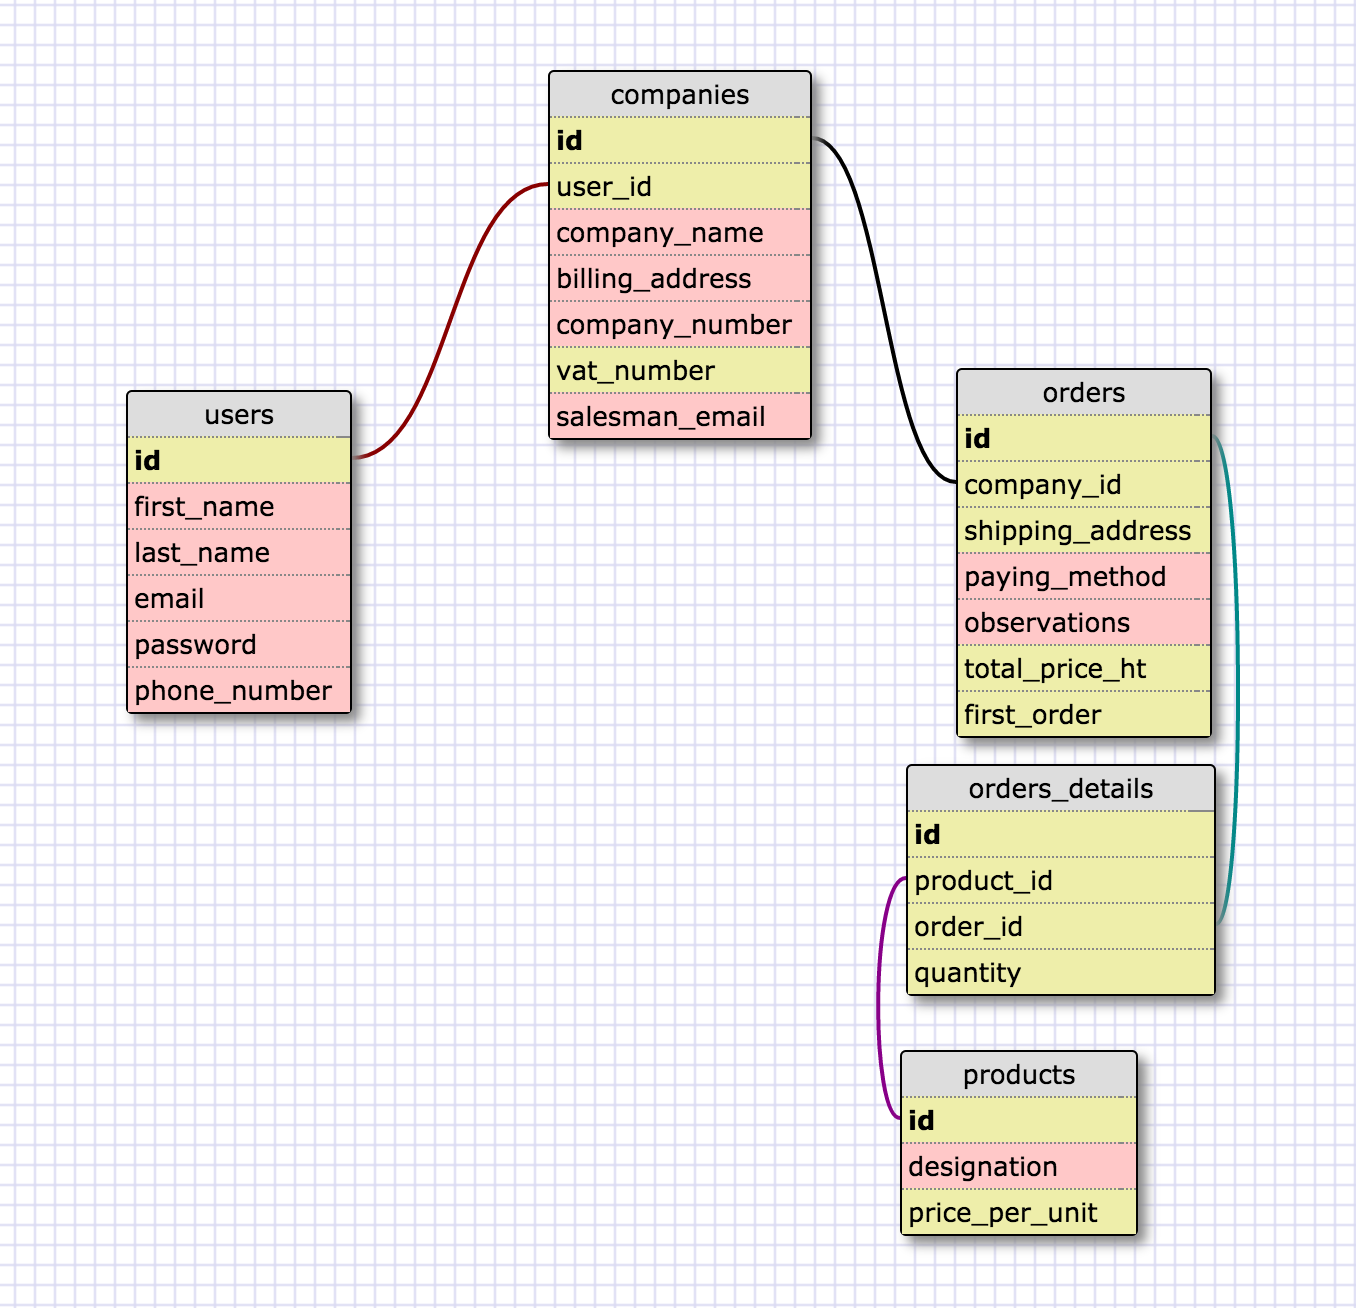 companies
id
user_id
company_name
billing_address
company_number
vat_number
salesman_email
users
id
first_name
last_name
email
password
phone_number
orders
id
company_id
shipping_address
paying_method
observations
total_price_ht
first_order
orders_details
id
product_id
order_id
quantity
products
id
designation
price_per_unit